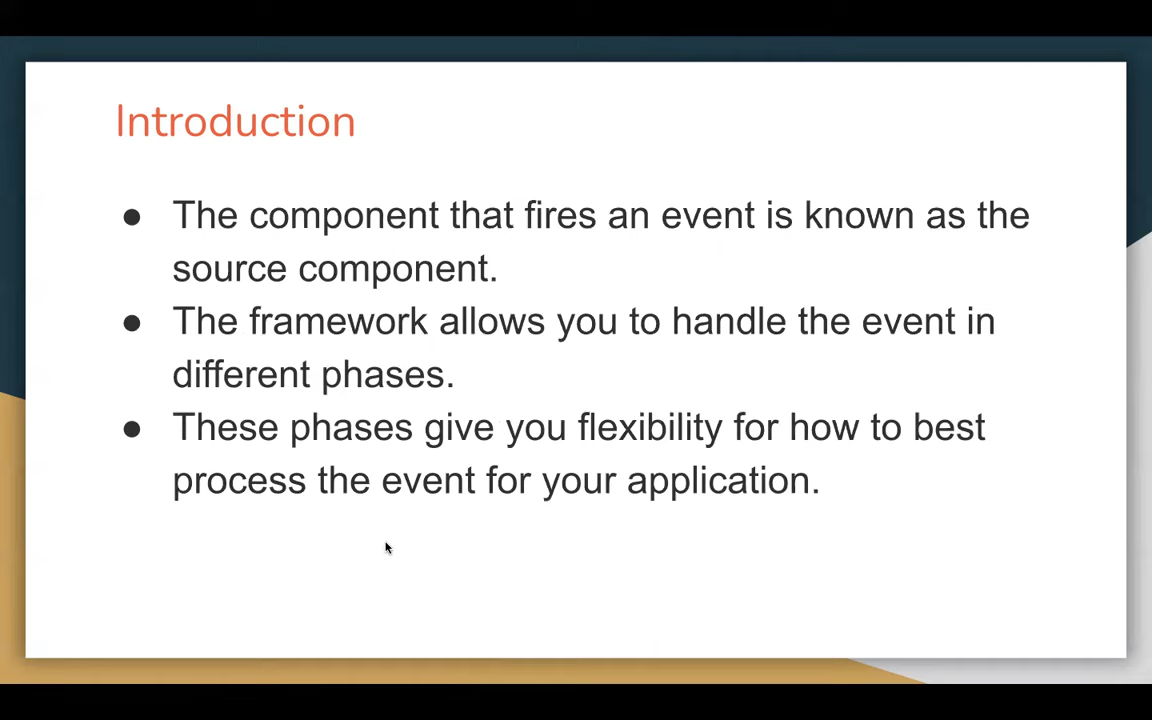 Introduction
● The component that fires an event is known as the
source component.
● The framework allows you to handle the event in
different phases.
● These phases give you flexibility for how to best
process the event for your application.